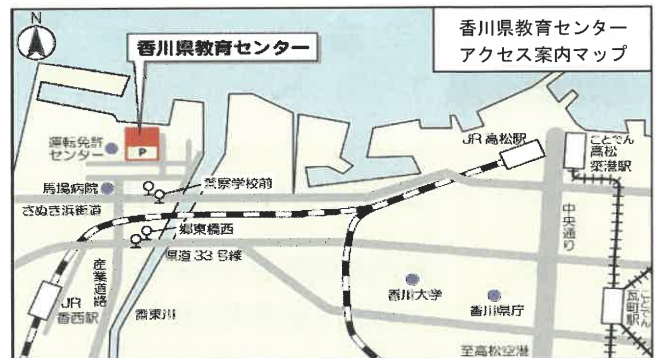 香川県教育センター
アクセス案内マップ
N
香川県教育センター
運転免許
センター
P
JR 高松駅
ことでん
高松
築港駅
馬場病院
警察学校前
さぬき浜街道
郷東橋西
県道33号線
中央通り
産業道路
JR
香西駅
香東川
香川大学
香川県庁
ことでん
瓦町駅
至高松空港